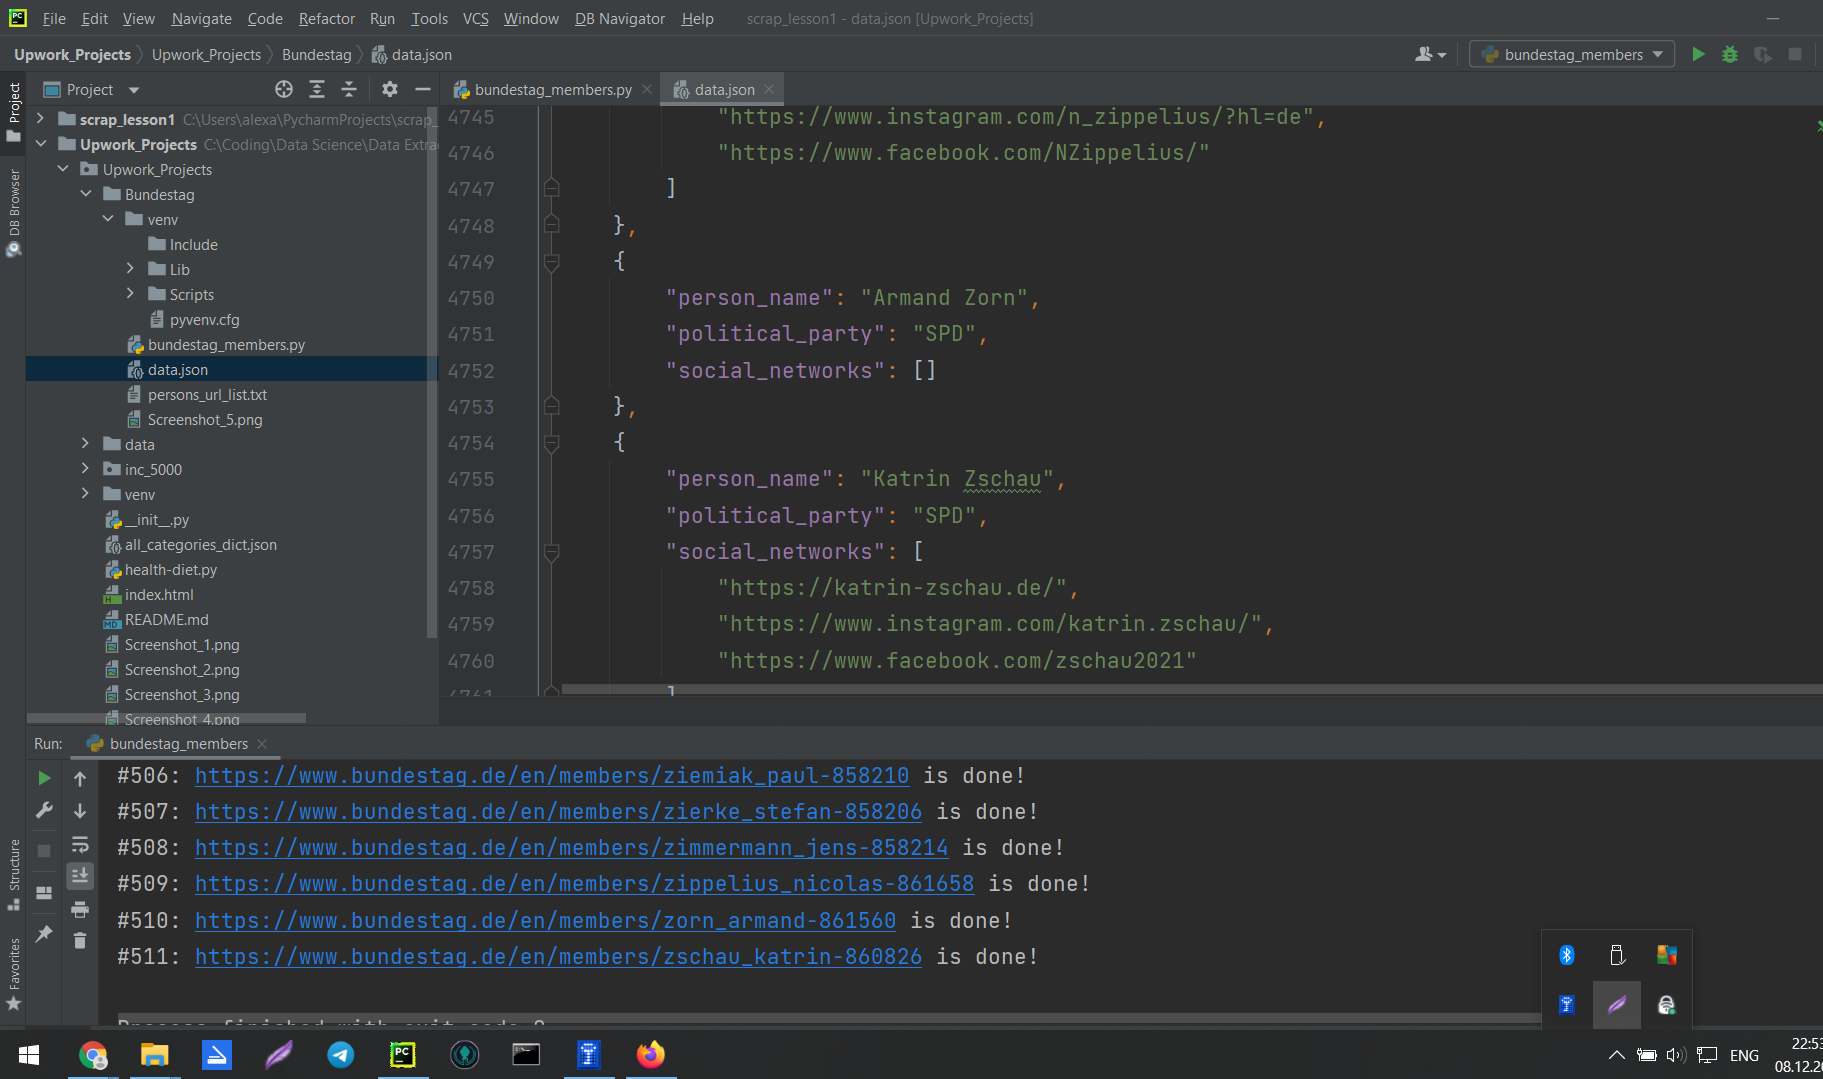 File Edit View Navigate Code Refactor Run Tools VCS Window DB Navigator Help scrap_lesson1 - data.json [Upwork_Projects]
Upwork_Projects Upwork_Projects Bundestag data.json
bundestag_members
Project
bundestag_members.py
data.json
Project
DB Browser
Structure
Favorites
scrap_lesson1 C:\Users\alexa\PycharmProjects\scrap_
Upwork_Projects C:\Coding\Data Science\Data Extra
Upwork_Projects
Bundestag
venv
Include
Lib
Scripts
pyvenv.cfg
bundestag_members.py
data.json
persons_url_list.txt
Screenshot_5.png
data
inc_5000
venv
__init__.py
all_categories_dict.json
health-diet.py
index.html
README.md
Screenshot_1.png
Screenshot_2.png
Screenshot_3.png
Screenshot_4.png
4745 "https://www.instagram.com/n_zippelius/?hl=de",
4746 "https://www.facebook.com/NZippelius/"
4747 ]
4748 },
4749 {
4750 "person_name": "Armand Zorn",
4751 "political_party": "SPD",
4752 "social_networks": []
4753 },
4754 {
4755 "person_name": "Katrin Zschau",
4756 "political_party": "SPD",
4757 "social_networks": [
4758 "https://katrin-zschau.de/",
4759 "https://www.instagram.com/katrin.zschau/",
4760 "https://www.facebook.com/zschau2021"
4761 ]
Run: bundestag_members
#506: https://www.bundestag.de/en/members/ziemiak_paul-858210 is done!
#507: https://www.bundestag.de/en/members/zierke_stefan-858206 is done!
#508: https://www.bundestag.de/en/members/zimmermann_jens-858214 is done!
#509: https://www.bundestag.de/en/members/zippelius_nicolas-861658 is done!
#510: https://www.bundestag.de/en/members/zorn_armand-861560 is done!
#511: https://www.bundestag.de/en/members/zschau_katrin-860826 is done!
Process finished with exit code 0
ENG
22:53
08.12.20